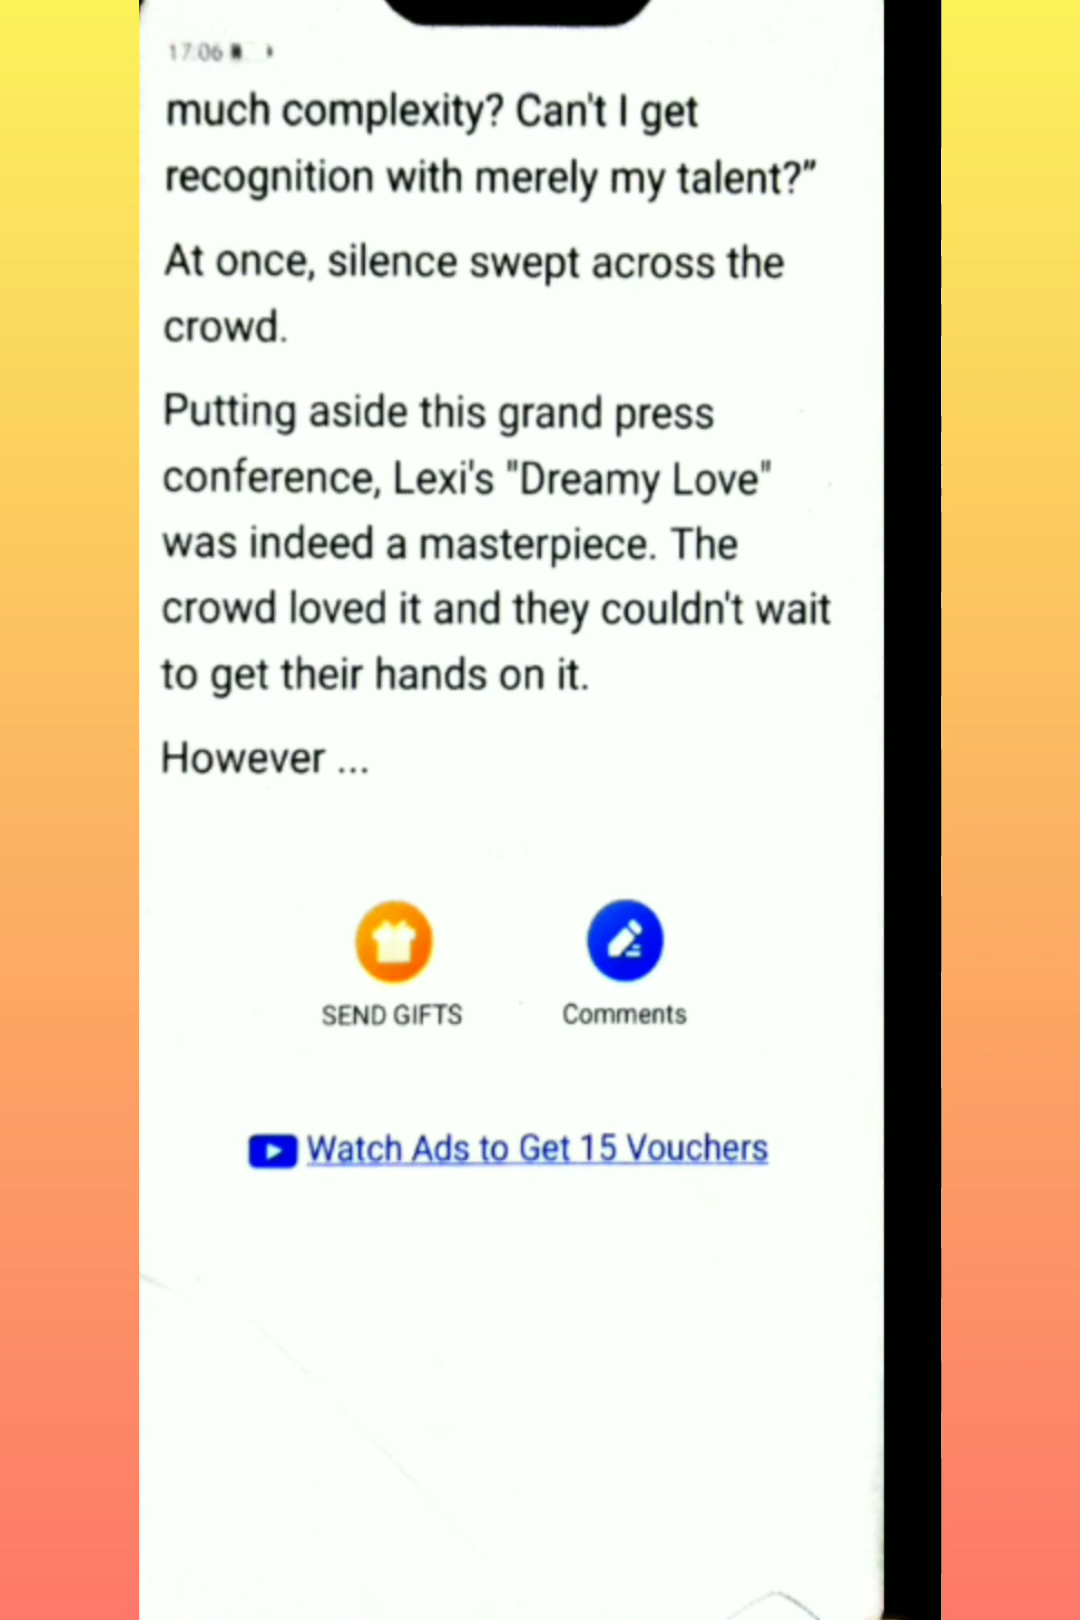 17:06
much complexity? Can't I get
recognition with merely my talent?”
At once, silence swept across the
crowd.
Putting aside this grand press
conference, Lexi's "Dreamy Love"
was indeed a masterpiece. The
crowd loved it and they couldn't wait
to get their hands on it.
However ...
SEND GIFTS
Comments
Watch Ads to Get 15 Vouchers